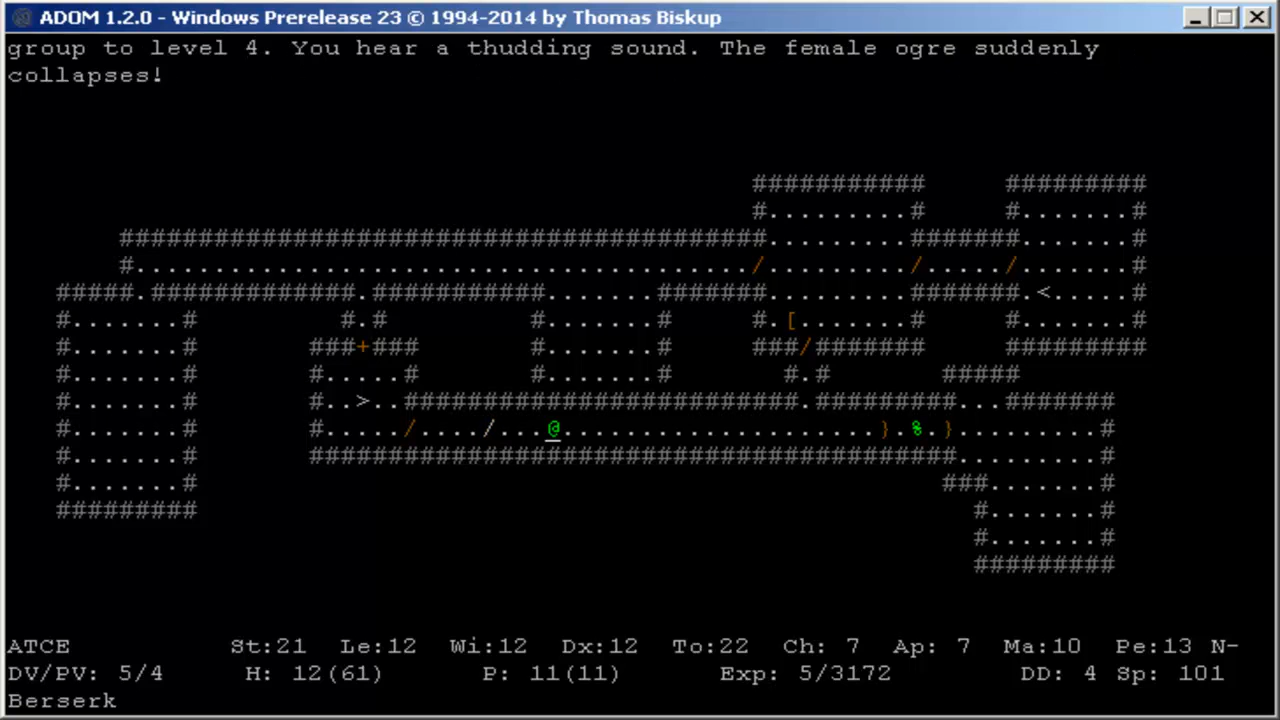 ADOM 1.2.0 - Windows Prerelease 23 © 1994-2014 by Thomas Biskup
group to level 4. You hear a thudding sound. The female ogre suddenly
collapses!
                                               ###########     #########
                                               #.........#     #.......#
       #########################################.........#######.......#
       #......................................./........./...../.......#
   #####.#############.###########.......#######.........#######.<.....#
   #.......#         #.#         #.......#     #.[.......#     #.......#
   #.......#       ###+###       #.......#     ###/#######     #########
   #.......#       #.....#       #.......#       #.#       #####
   #.......#       #..>..#########################.#########...#######
   #.......#       #...../..../...@....................}.%.}.........#
   #.......#       #########################################.........#
   #.......#                                               ###.......#
   #########                                                 #.......#
                                                             #.......#
                                                             #########
ATCE St:21 Le:12 Wi:12 Dx:12 To:22 Ch: 7 Ap: 7 Ma:10 Pe:13 N-
DV/PV: 5/4 H: 12(61) P: 11(11) Exp: 5/3172 DD: 4 Sp: 101
Berserk